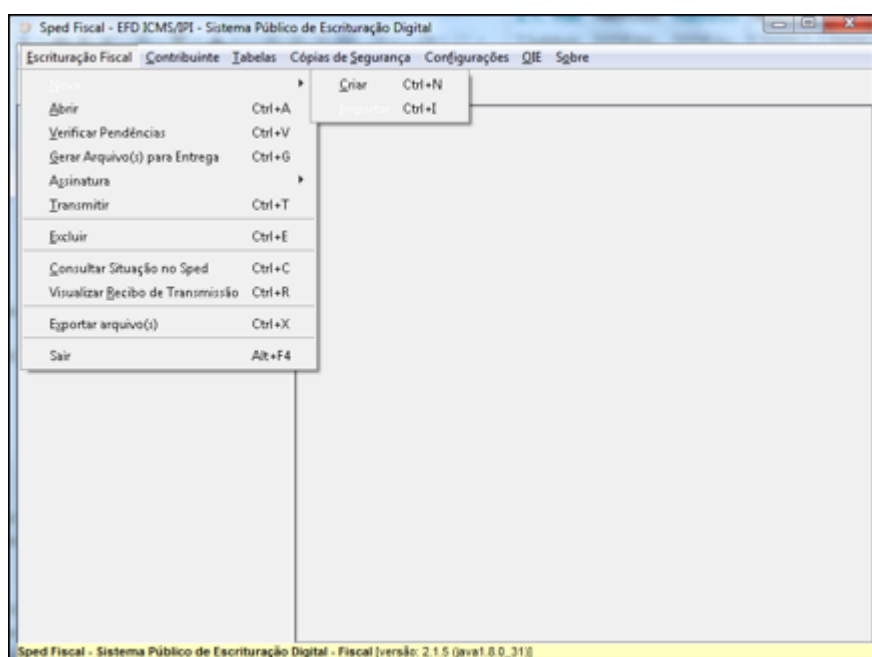 Sped Fiscal - EFD ICMS/IPI - Sistema Público de Escrituração Digital
Escrituração Fiscal Contribuinte Tabelas Cópias de Segurança Configurações QIE Sobre
Nova
Criar Ctrl+N
Importar Ctrl+I
Abrir Ctrl+A
Verificar Pendências Ctrl+V
Gerar Arquivo(s) para Entrega Ctrl+G
Assinatura
Transmitir Ctrl+T
Excluir Ctrl+E
Consultar Situação no Sped Ctrl+C
Visualizar Recibo de Transmissão Ctrl+R
Exportar arquivo(s) Ctrl+X
Sair Alt+F4
Sped Fiscal - Sistema Público de Escrituração Digital - Fiscal [versão: 2.1.5 (java1.8.0_31)]